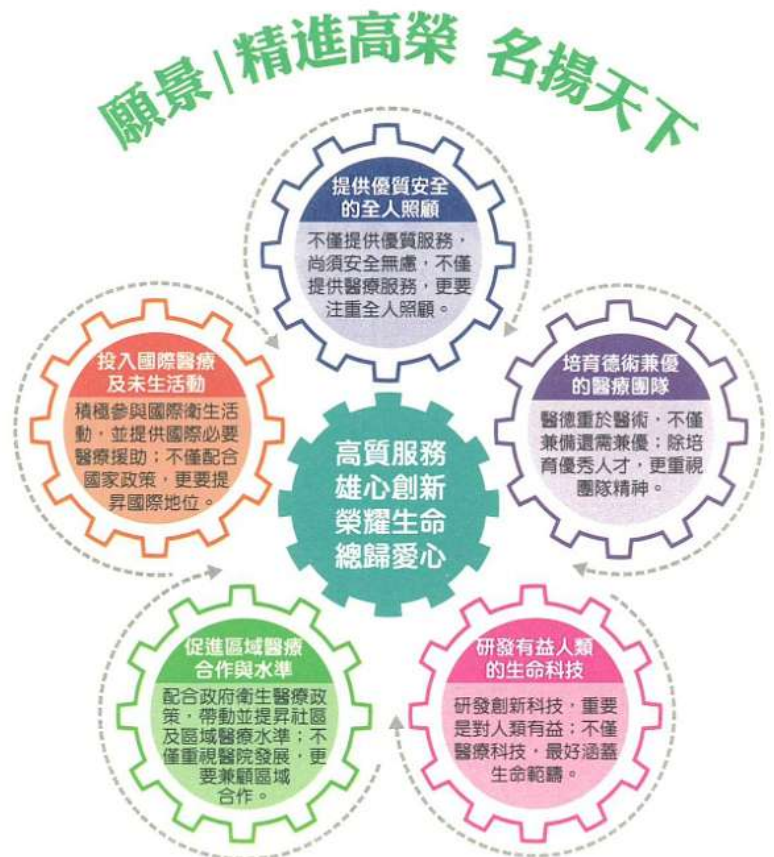 願景|精進高榮 名揚天下
提供優質安全
的全人照顧
不僅提供優質服務，
尚須安全無慮，不僅
提供醫療服務，更要
注重全人照顧。
投入國際醫療
及未生活動
積極參與國際衛生活
動，並提供國際必要
醫療援助；不僅配合
國家政策，更要提
昇國際地位。
培育德術兼優
的醫療團隊
醫德重於醫術，不僅
兼備還需兼優；除培
育優秀人才，更重視
團隊精神。
高質服務
雄心創新
榮耀生命
總歸愛心
促進區域醫療
合作與水準
配合政府衛生醫療政
策，帶動並提昇社區
及區域醫療水準；不
僅重視醫院發展，更
要兼顧區域
合作。
研發有益人類
的生命科技
研發創新科技，重要
是對人類有益；不僅
醫療科技，最好涵蓋
生命範疇。